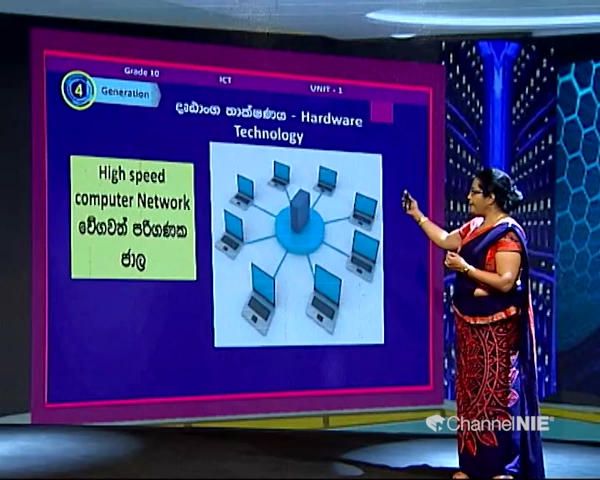 Grade 10 ICT UNIT - 1
4 Generation
දෘඪාංග තාක්ෂණය - Hardware
Technology
High speed
computer Network
වේගවත් පරිගණක
ජාල
ChannelNIE